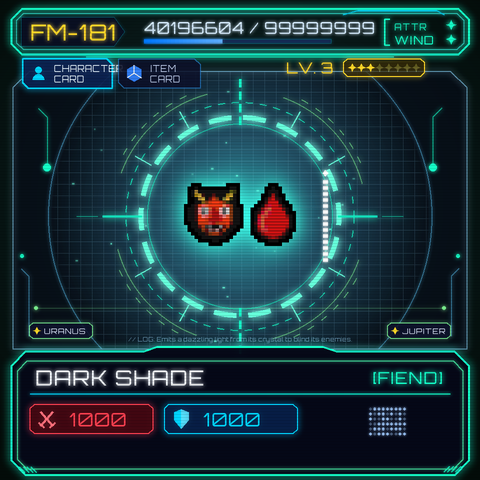 FM-181
40196604 / 99999999
ATTR
WIND
CHARACTER
CARD
ITEM
CARD
LV. 3
URANUS
JUPITER
// LOG: Emits a dazzling light from its crystal to blind its enemies.
DARK SHADE
[FIEND]
1000
1000